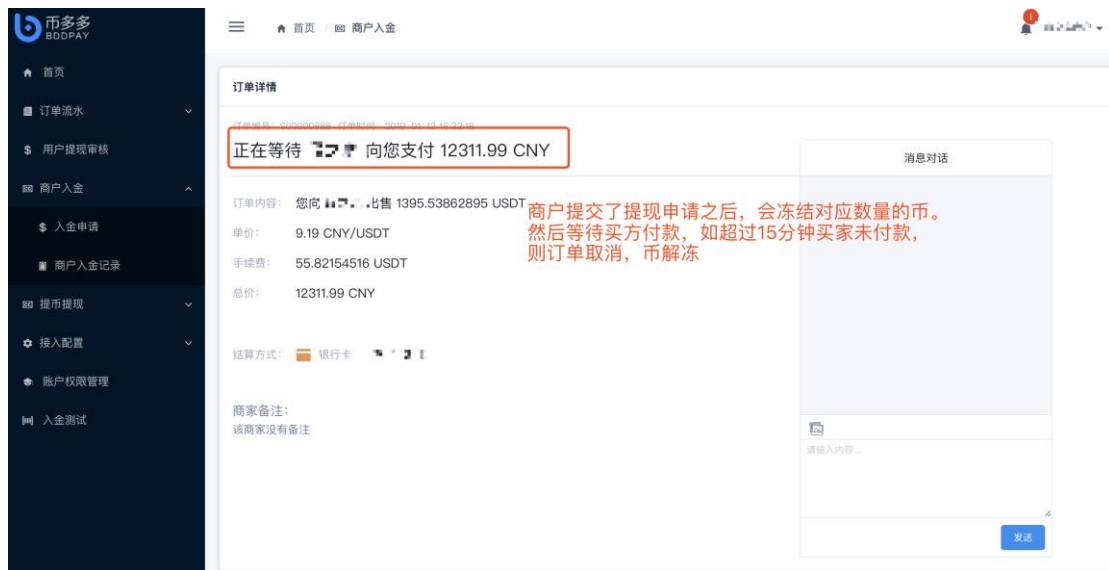 币多多
BDDPAY
首页 / 商户入金
1
首页
订单流水
用户提现审核
商户入金
入金申请
商户入金记录
提币提现
接入配置
账户权限管理
入金测试
订单详情
正在等待 向您支付 12311.99 CNY
订单内容: 您向 出售 1395.53862895 USDT
单价: 9.19 CNY/USDT
手续费: 55.82154516 USDT
总价: 12311.99 CNY
结算方式: 银行卡
商家备注:
该商家没有备注
商户提交了提现申请之后，会冻结对应数量的币。
然后等待买方付款，如超过15分钟买家未付款，
则订单取消，币解冻
消息对话
请输入内容...
发送